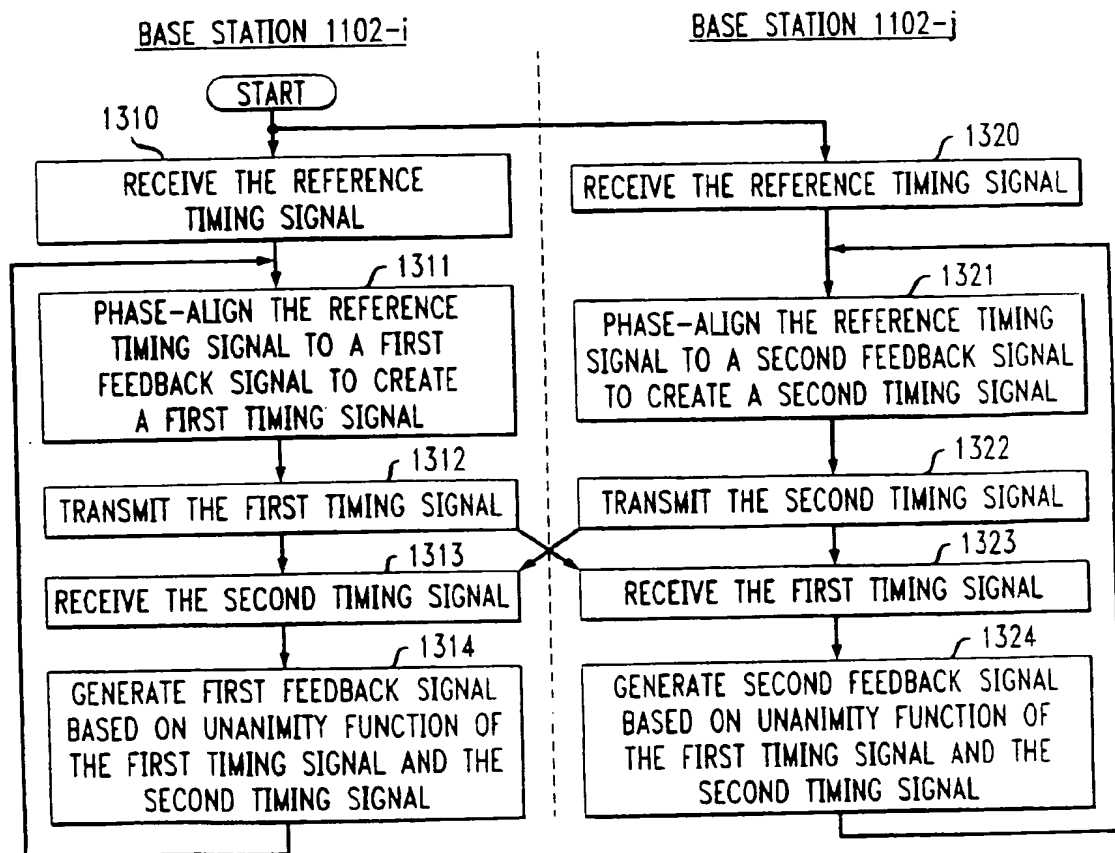 BASE STATION 1102-i
BASE STATION 1102-j
START
1310
RECEIVE THE REFERENCE
TIMING SIGNAL
1320
RECEIVE THE REFERENCE TIMING SIGNAL
1311
PHASE-ALIGN THE REFERENCE
TIMING SIGNAL TO A FIRST
FEEDBACK SIGNAL TO CREATE
A FIRST TIMING SIGNAL
1321
PHASE-ALIGN THE REFERENCE TIMING
SIGNAL TO A SECOND FEEDBACK SIGNAL
TO CREATE A SECOND TIMING SIGNAL
1312
TRANSMIT THE FIRST TIMING SIGNAL
1322
TRANSMIT THE SECOND TIMING SIGNAL
1313
RECEIVE THE SECOND TIMING SIGNAL
1323
RECEIVE THE FIRST TIMING SIGNAL
1314
GENERATE FIRST FEEDBACK SIGNAL
BASED ON UNANIMITY FUNCTION OF
THE FIRST TIMING SIGNAL AND THE
SECOND TIMING SIGNAL
1324
GENERATE SECOND FEEDBACK SIGNAL
BASED ON UNANIMITY FUNCTION OF
THE FIRST TIMING SIGNAL AND THE
SECOND TIMING SIGNAL